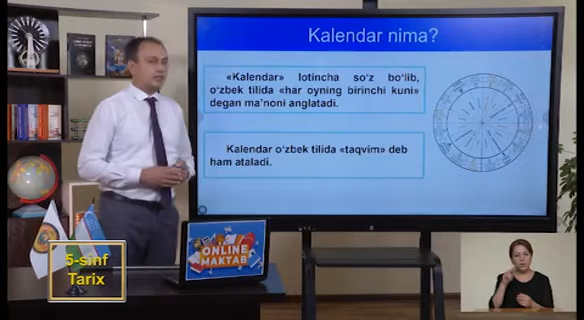 Kalendar nima?
«Kalendar» lotincha so‘z bo‘lib,
o‘zbek tilida «har oyning birinchi kuni»
degan ma’noni anglatadi.
Kalendar o‘zbek tilida «taqvim» deb
ham ataladi.
ONLINE
MAKTAB
5-sinf
Tarix